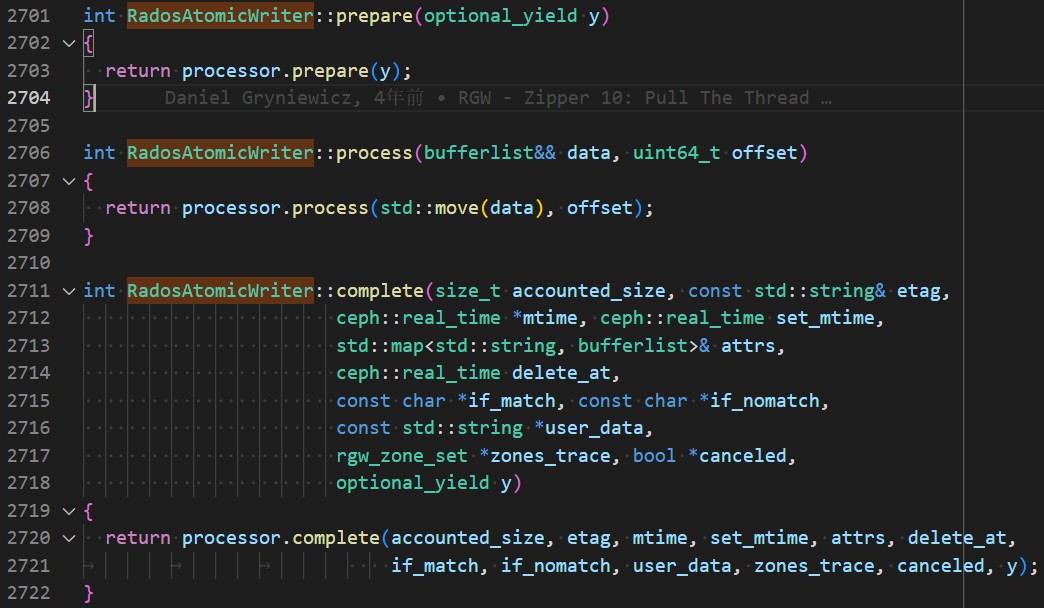 2701 int RadosAtomicWriter::prepare(optional_yield y)
2702 {
2703 return processor.prepare(y);
2704 } Daniel Gryniewicz, 4年前 • RGW - Zipper 10: Pull The Thread …
2705
2706 int RadosAtomicWriter::process(bufferlist&& data, uint64_t offset)
2707 {
2708 return processor.process(std::move(data), offset);
2709 }
2710
2711 int RadosAtomicWriter::complete(size_t accounted_size, const std::string& etag,
2712 ceph::real_time *mtime, ceph::real_time set_mtime,
2713 std::map<std::string, bufferlist>& attrs,
2714 ceph::real_time delete_at,
2715 const char *if_match, const char *if_nomatch,
2716 const std::string *user_data,
2717 rgw_zone_set *zones_trace, bool *canceled,
2718 optional_yield y)
2719 {
2720 return processor.complete(accounted_size, etag, mtime, set_mtime, attrs, delete_at,
2721 if_match, if_nomatch, user_data, zones_trace, canceled, y);
2722 }